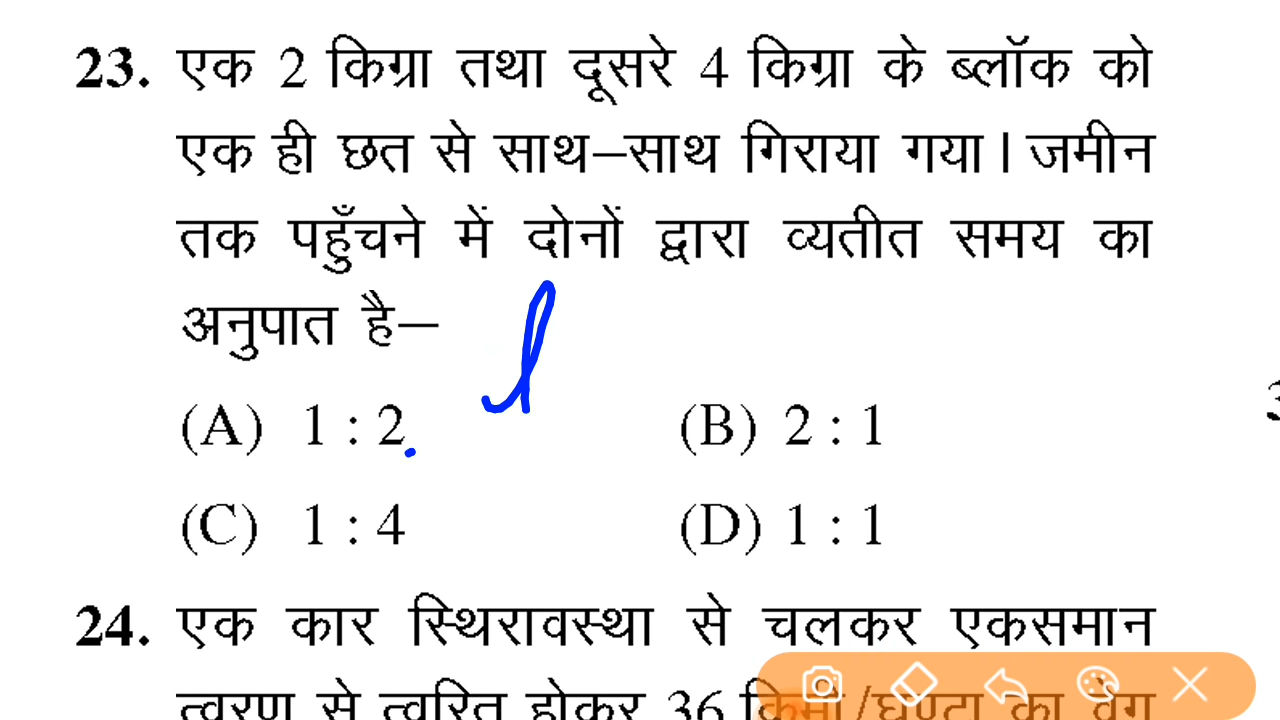 23. एक 2 किग्रा तथा दूसरे 4 किग्रा के ब्लॉक को
एक ही छत से साथ–साथ गिराया गया। जमीन
तक पहुँचने में दोनों द्वारा व्यतीत समय का
अनुपात है–
(A) 1 : 2 (B) 2 : 1
(C) 1 : 4 (D) 1 : 1
24. एक कार स्थिरावस्था से चलकर एकसमान
त्वरण से त्वरित होकर 36 किमी/घण्टा का वेग